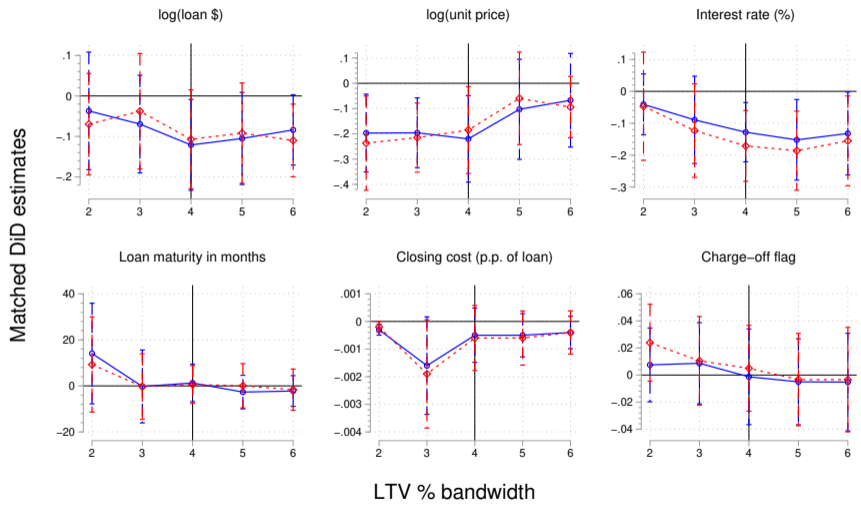 log(loan $)
log(unit price)
Interest rate (%)
.1
0
−.1
−.2
2 3 4 5 6
.1
0
−.1
−.2
−.3
−.4
2 3 4 5 6
.1
0
−.1
−.2
−.3
2 3 4 5 6
Matched DiD estimates
Loan maturity in months
Closing cost (p.p. of loan)
Charge−off flag
40
20
0
−20
2 3 4 5 6
.001
0
−.001
−.002
−.003
−.004
2 3 4 5 6
.06
.04
.02
0
−.02
−.04
2 3 4 5 6
LTV % bandwidth